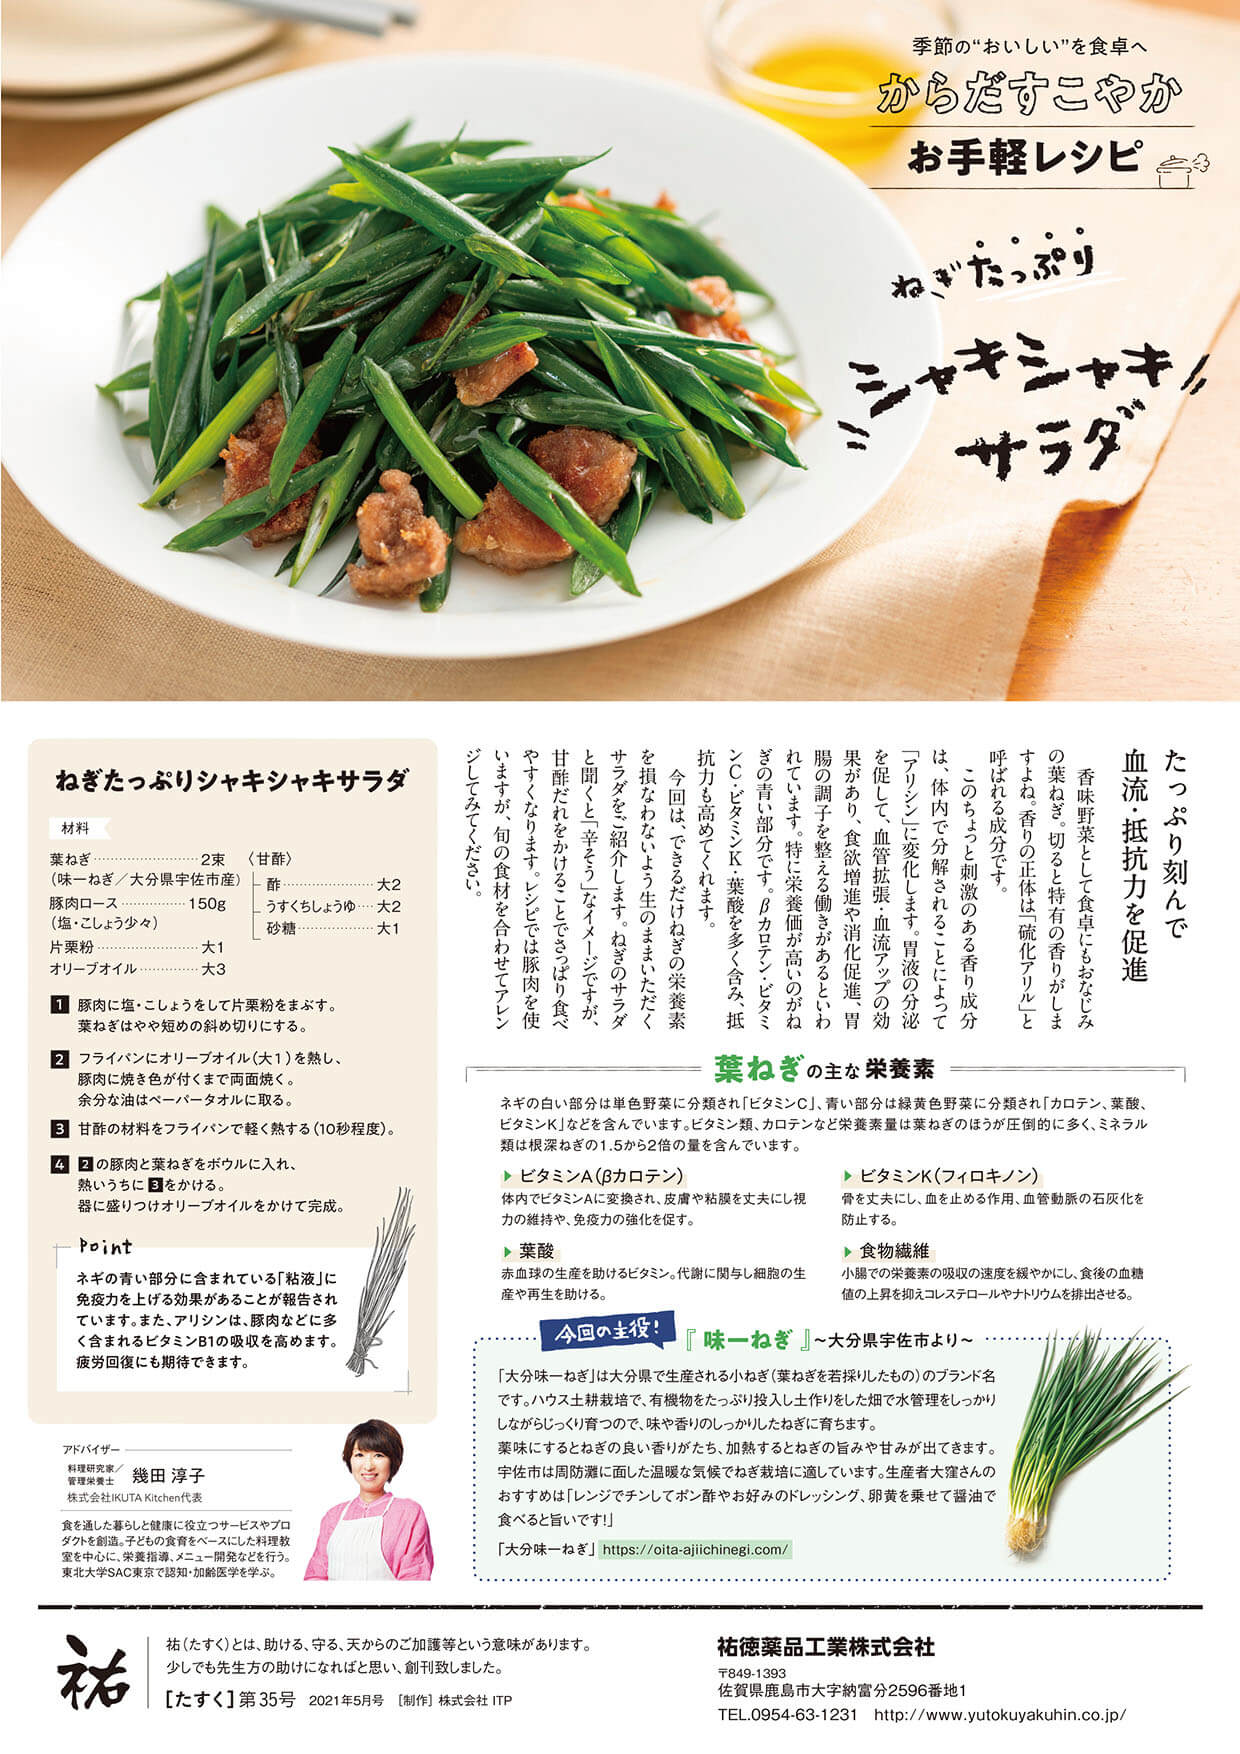 季節の“おいしい”を食卓へ
からだすこやか
お手軽レシピ
ねぎたっぷり
シャキシャキ
サラダ
たっぷり刻んで
血流・抵抗力を促進
香味野菜として食卓にもおなじみ
の葉ねぎ。切ると特有の香りがしま
すよね。香りの正体は「硫化アリル」と
呼ばれる成分です。
このちょっと刺激のある香り成分
は、体内で分解されることによって
「アリシン」に変化します。胃液の分泌
を促して、血管拡張・血流アップの効
果があり、食欲増進や消化促進、胃
腸の調子を整える働きがあるといわ
れています。特に栄養価が高いのがね
ぎの青い部分です。βカロテン・ビタミ
ンC・ビタミンK・葉酸を多く含み、抵
抗力も高めてくれます。
今回は、できるだけねぎの栄養素
を損なわないよう生のままいただく
サラダをご紹介します。ねぎのサラダ
と聞くと「辛そう」なイメージですが、
甘酢だれをかけることでさっぱり食べ
やすくなります。レシピでは豚肉を使
いますが、旬の食材を合わせてアレン
ジしてみてください。
ねぎたっぷりシャキシャキサラダ
材料
葉ねぎ……………………2束
（味一ねぎ／大分県宇佐市産）
豚肉ロース……………150g
（塩・こしょう少々）
片栗粉……………………大1
オリーブオイル…………大3
〈甘酢〉
酢…………………大2
うすくちしょうゆ…大2
砂糖………………大1
1 豚肉に塩・こしょうをして片栗粉をまぶす。
葉ねぎはやや短めの斜め切りにする。
2 フライパンにオリーブオイル（大1）を熱し、
豚肉に焼き色が付くまで両面焼く。
余分な油はペーパータオルに取る。
3 甘酢の材料をフライパンで軽く熱する（10秒程度）。
4 2の豚肉と葉ねぎをボウルに入れ、
熱いうちに3をかける。
器に盛りつけオリーブオイルをかけて完成。
Point
ネギの青い部分に含まれている「粘液」に
免疫力を上げる効果があることが報告され
ています。また、アリシンは、豚肉などに多
く含まれるビタミンB1の吸収を高めます。
疲労回復にも期待できます。
葉ねぎの主な栄養素
ネギの白い部分は単色野菜に分類され「ビタミンC」、青い部分は緑黄色野菜に分類され「カロテン、葉酸、
ビタミンK」などを含んでいます。ビタミン類、カロテンなど栄養素量は葉ねぎのほうが圧倒的に多く、ミネラル
類は根深ねぎの1.5から2倍の量を含んでいます。
ビタミンA（βカロテン）
体内でビタミンAに変換され、皮膚や粘膜を丈夫にし視
力の維持や、免疫力の強化を促す。
ビタミンK（フィロキノン）
骨を丈夫にし、血を止める作用、血管動脈の石灰化を
防止する。
葉酸
赤血球の生産を助けるビタミン。代謝に関与し細胞の生
産や再生を助ける。
食物繊維
小腸での栄養素の吸収の速度を緩やかにし、食後の血糖
値の上昇を抑えコレステロールやナトリウムを排出させる。
今回の主役！
『味一ねぎ』～大分県宇佐市より～
「大分味一ねぎ」は大分県で生産される小ねぎ（葉ねぎを若採りしたもの）のブランド名
です。ハウス土耕栽培で、有機物をたっぷり投入し土作りをした畑で水管理をしっかり
しながらじっくり育つので、味や香りのしっかりしたねぎに育ちます。
薬味にするとねぎの良い香りがたち、加熱するとねぎの旨みや甘みが出てきます。
宇佐市は周防灘に面した温暖な気候でねぎ栽培に適しています。生産者大窪さんの
おすすめは「レンジでチンしてポン酢やお好みのドレッシング、卵黄を乗せて醤油で
食べると旨いです!」
「大分味一ねぎ」 https://oita-ajiichinegi.com/
アドバイザー
料理研究家／
管理栄養士
幾田 淳子
株式会社IKUTA Kitchen代表
食を通した暮らしと健康に役立つサービスやプロ
ダクトを創造。子どもの食育をベースにした料理教
室を中心に、栄養指導、メニュー開発などを行う。
東北大学SAC東京で認知・加齢医学を学ぶ。
祐
祐（たすく）とは、助ける、守る、天からのご加護等という意味があります。
少しでも先生方の助けになればと思い、創刊致しました。
［たすく］第35号 2021年5月号 ［制作］株式会社 ITP
祐徳薬品工業株式会社
〒849-1393
佐賀県鹿島市大字納富分2596番地1
TEL.0954-63-1231 http://www.yutokuyakuhin.co.jp/